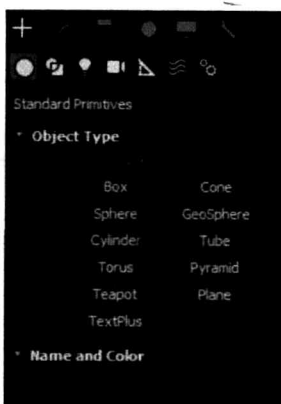 Standard Primitives
Object Type
Box Cone
Sphere GeoSphere
Cylinder Tube
Torus Pyramid
Teapot Plane
TextPlus
Name and Color